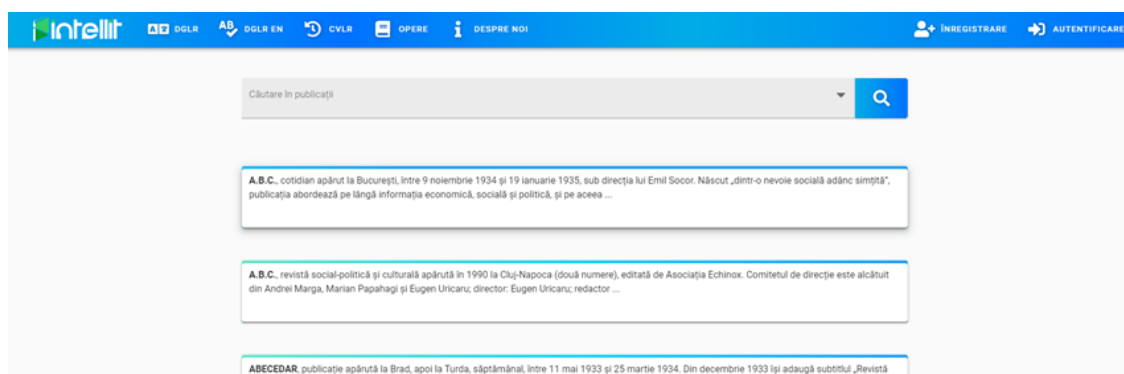 intellit DGLR DGLR EN CVLR OPERE DESPRE NOI ÎNREGISTRARE AUTENTIFICARE
Căutare în publicații
A.B.C., cotidian apărut la București, între 9 noiembrie 1934 și 19 ianuarie 1935, sub direcția lui Emil Socor. Născut „dintr-o nevoie socială adânc simțită”,
publicația abordează pe lângă informația economică, socială și politică, și pe aceea ...
A.B.C., revistă social-politică și culturală apărută în 1990 la Cluj-Napoca (două numere), editată de Asociația Echinox. Comitetul de direcție este alcătuit
din Andrei Marga, Marian Papahagi și Eugen Uricaru; director: Eugen Uricaru; redactor ...
ABECEDAR, publicație apărută la Brad, apoi la Turda, săptămânal, între 11 mai 1933 și 25 martie 1934. Din decembrie 1933 își adaugă subtitlul „Revistă